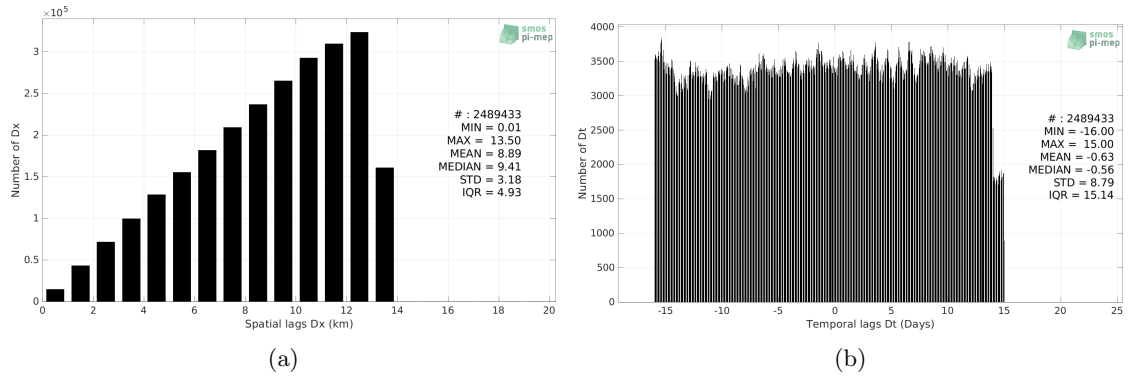 ×10⁵
smos
pi-mep
3
2.5
2
1.5
1
0.5
0
Number of Dx
# : 2489433
MIN = 0.01
MAX = 13.50
MEAN = 8.89
MEDIAN = 9.41
STD = 3.18
IQR = 4.93
0 2 4 6 8 10 12 14 16 18 20
Spatial lags Dx (km)
(a)
smos
pi-mep
4000
3500
3000
2500
2000
1500
1000
500
0
Number of Dt
# : 2489433
MIN = -16.00
MAX = 15.00
MEAN = -0.63
MEDIAN = -0.56
STD = 8.79
IQR = 15.14
-15 -10 -5 0 5 10 15 20 25
Temporal lags Dt (Days)
(b)